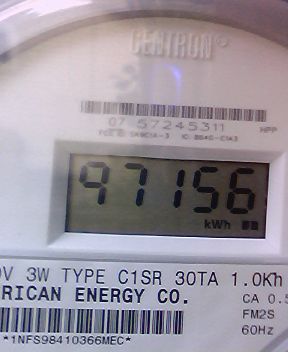 CENTRON®
07 57245311 HPP
97156
kWh
0V 3W TYPE C1SR 30TA 1.0Kh
RICAN ENERGY CO.
CA 0.5
FM2S
*1NFS98410366MEC* 60Hz